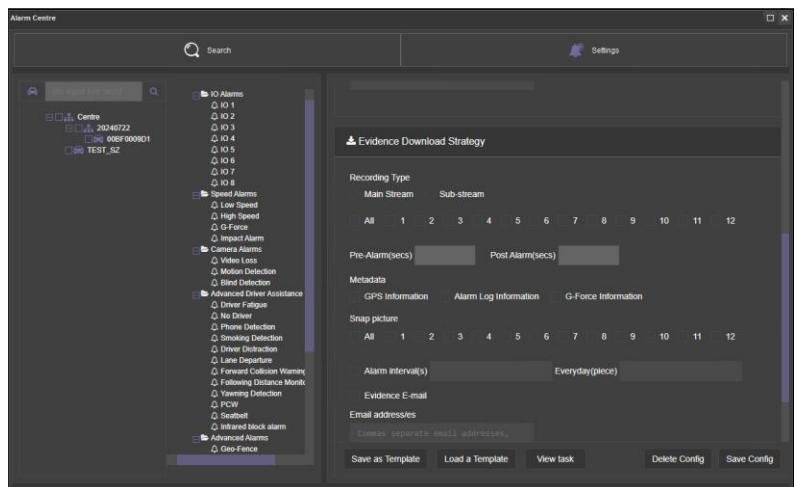 Alarm Centre
Search
Settings
Centre
20240722
00BF0009D1
TEST_SZ
IO Alarms
IO 1
IO 2
IO 3
IO 4
IO 5
IO 6
IO 7
IO 8
Speed Alarms
Low Speed
High Speed
G-Force
Impact Alarm
Camera Alarms
Video Loss
Motion Detection
Blind Detection
Advanced Driver Assistance
Driver Fatigue
No Driver
Phone Detection
Smoking Detection
Driver Distraction
Lane Departure
Forward Collision Warning
Following Distance Monito
Yawning Detection
PCW
Seatbelt
Infrared block alarm
Advanced Alarms
Geo-Fence
Evidence Download Strategy
Recording Type
Main Stream Sub-stream
All 1 2 3 4 5 6 7 8 9 10 11 12
Pre-Alarm(secs) Post Alarm(secs)
Metadata
GPS Information Alarm Log Information G-Force Information
Snap picture
All 1 2 3 4 5 6 7 8 9 10 11 12
Alarm interval(s) Everyday(piece)
Evidence E-mail
Email address/es
Commas separate email addresses,
Save as Template Load a Template View task Delete Config Save Config